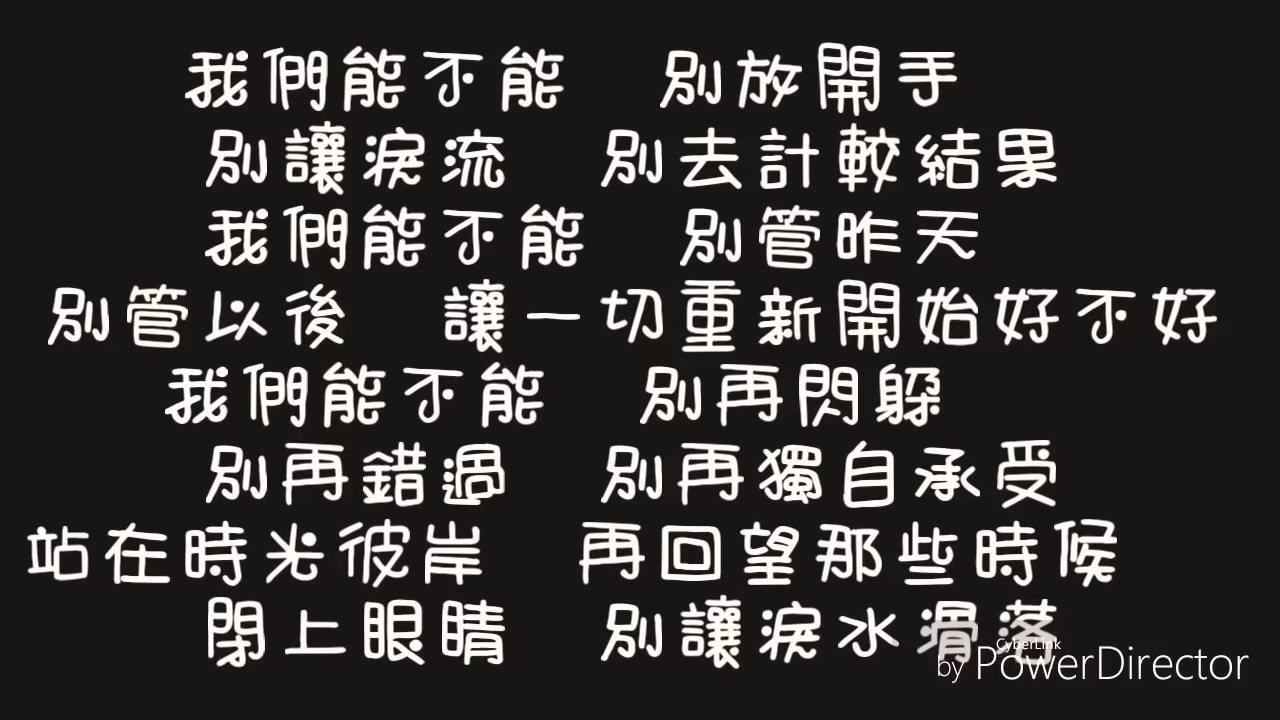 我們能不能 別放開手
別讓淚流 別去計較結果
我們能不能 別管昨天
別管以後 讓一切重新開始好不好
我們能不能 別再閃躲
別再錯過 別再獨自承受
站在時光彼岸 再回望那些時候
閉上眼睛 別讓淚水滑落
CyberLink
by PowerDirector